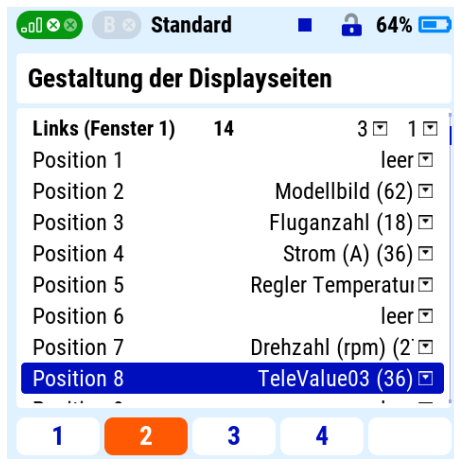 B Standard 64%
Gestaltung der Displayseiten
Links (Fenster 1) 14 3 1
Position 1 leer
Position 2 Modellbild (62)
Position 3 Fluganzahl (18)
Position 4 Strom (A) (36)
Position 5 Regler Temperatur
Position 6 leer
Position 7 Drehzahl (rpm) (2
Position 8 TeleValue03 (36)
1 2 3 4